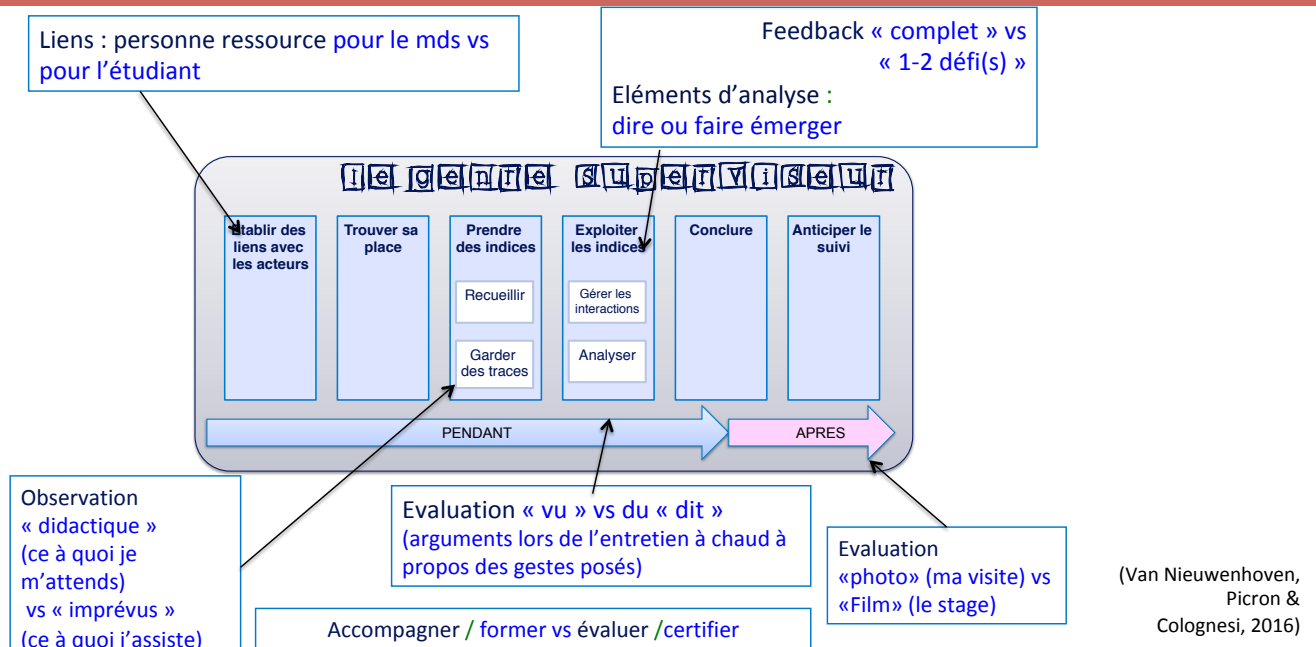 Liens : personne ressource pour le mds vs
pour l’étudiant
Feedback « complet » vs
« 1-2 défi(s) »
Eléments d’analyse :
dire ou faire émerger
le genre superviseur
Etablir des
liens avec
les acteurs
Trouver sa
place
Prendre
des indices
Recueillir
Garder
des traces
Exploiter
les indices
Gérer les
interactions
Analyser
Conclure
Anticiper le
suivi
PENDANT
APRES
Observation
« didactique »
(ce à quoi je
m’attends)
vs « imprévus »
(ce à quoi j’assiste)
Evaluation « vu » vs du « dit »
(arguments lors de l’entretien à chaud à
propos des gestes posés)
Evaluation
«photo» (ma visite) vs
«Film» (le stage)
Accompagner / former vs évaluer /certifier
(Van Nieuwenhoven,
Picron &
Colognesi, 2016)